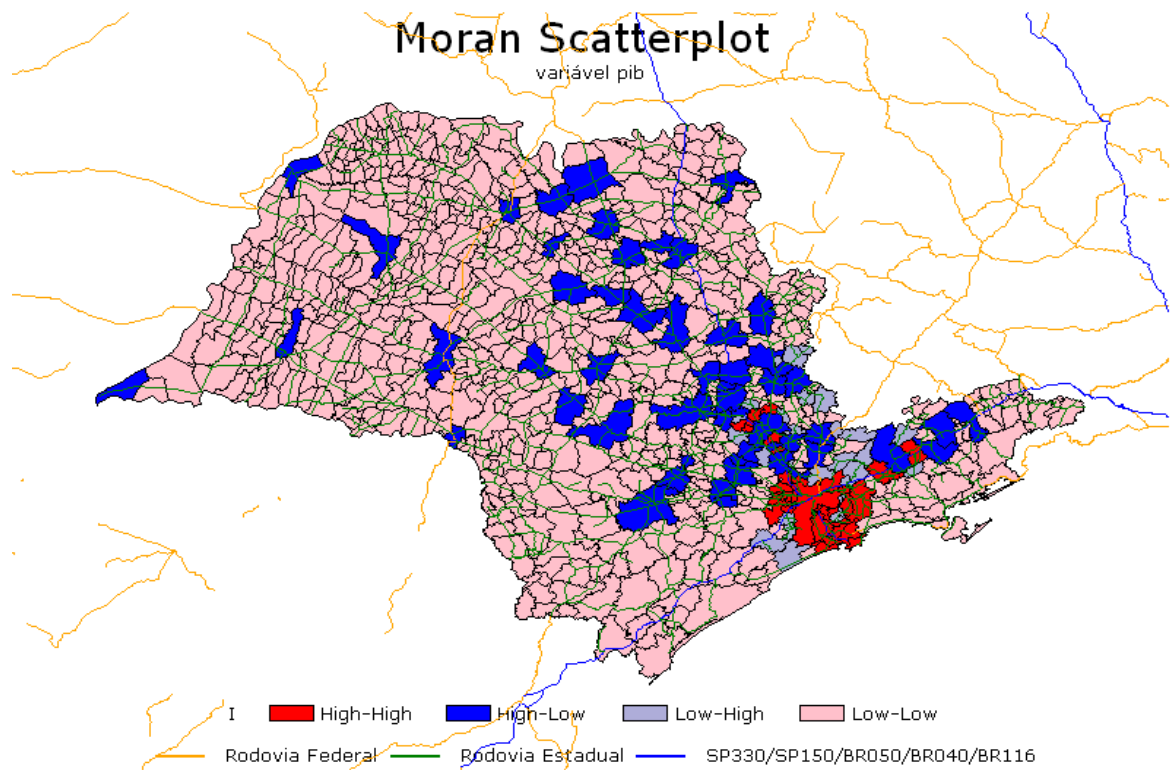 Moran Scatterplot
variável pib
I High-High High-Low Low-High Low-Low
Rodovia Federal Rodovia Estadual SP330/SP150/BR050/BR040/BR116